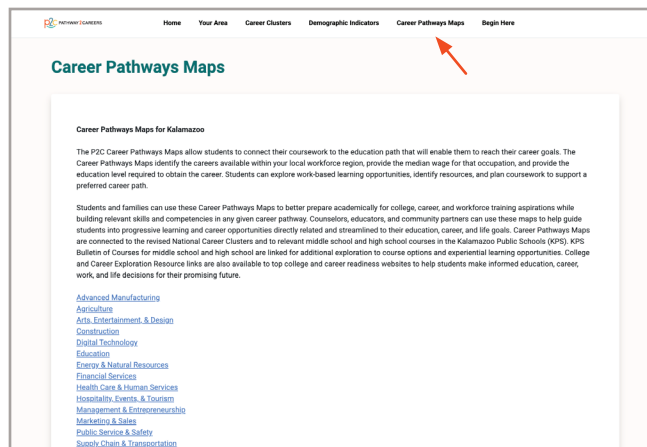 PATHWAY2CAREERS Home Your Area Career Clusters Demographic Indicators Career Pathways Maps Begin Here
Career Pathways Maps
Career Pathways Maps for Kalamazoo
The P2C Career Pathways Maps allow students to connect their coursework to the education path that will enable them to reach their career goals. The
Career Pathways Maps identify the careers available within your local workforce region, provide the median wage for that occupation, and provide the
education level required to obtain the career. Students can explore work-based learning opportunities, identify resources, and plan coursework to support a
preferred career path.
Students and families can use these Career Pathways Maps to better prepare academically for college, career, and workforce training aspirations while
building relevant skills and competencies in any given career pathway. Counselors, educators, and community partners can use these maps to help guide
students into progressive learning and career opportunities directly related and streamlined to their education, career, and life goals. Career Pathways Maps
are connected to the revised National Career Clusters and to relevant middle school and high school courses in the Kalamazoo Public Schools (KPS). KPS
Bulletin of Courses for middle school and high school are linked for additional exploration to course options and experiential learning opportunities. College
and Career Exploration Resource links are also available to top college and career readiness websites to help students make informed education, career,
work, and life decisions for their promising future.
Advanced Manufacturing
Agriculture
Arts, Entertainment, & Design
Construction
Digital Technology
Education
Energy & Natural Resources
Financial Services
Health Care & Human Services
Hospitality, Events, & Tourism
Management & Entrepreneurship
Marketing & Sales
Public Service & Safety
Supply Chain & Transportation